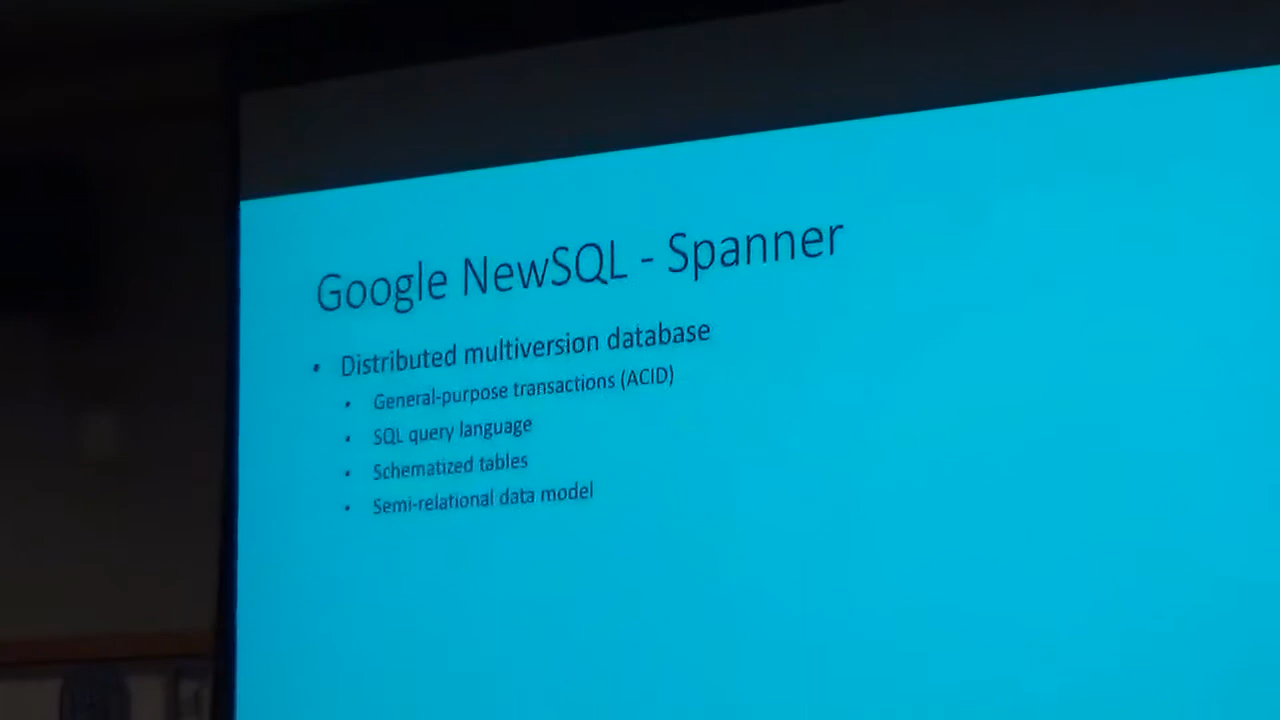 Google NewSQL - Spanner
• Distributed multiversion database
• General-purpose transactions (ACID)
• SQL query language
• Schematized tables
• Semi-relational data model